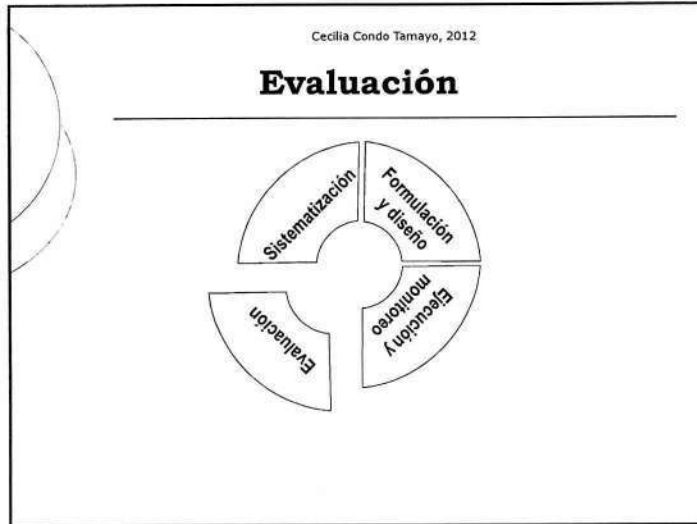 Cecilia Condo Tamayo, 2012
Evaluación
Sistematización
Formulación
y diseño
Ejecución y
monitoreo
Evaluación